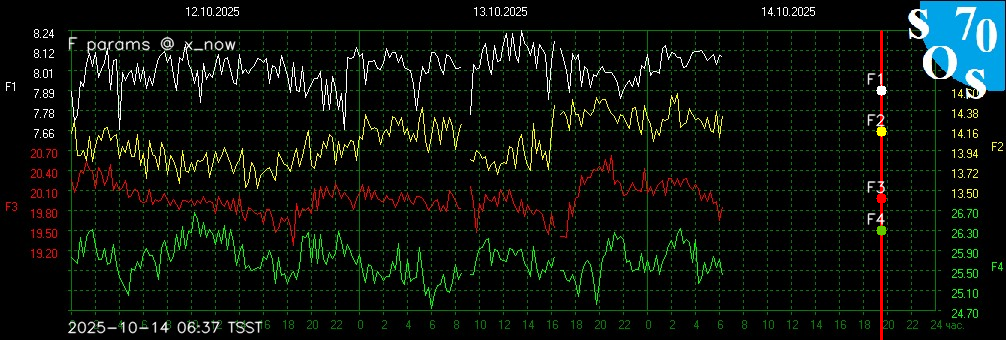 12.10.2025 13.10.2025 14.10.2025
S 70
OS
F params @ x_now
8.24
8.12
8.01
7.89
7.78
7.66
F1
20.70
20.40
20.10
19.80
19.50
19.20
F3
F1
F2
F3
F4
14.60
14.38
14.16
13.94
13.72
13.50
F2
26.70
26.30
25.90
25.50
25.10
24.70
F4
2025-10-14 06:37 TSST
16 18 20 22 0 2 4 6 8 10 12 14 16 18 20 22 0 2 4 6 8 10 12 14 16 18 20 22 24 час.